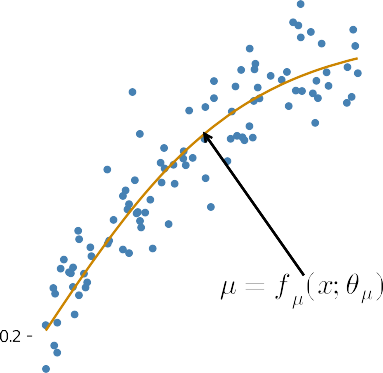 μ = f_μ(x; θ_μ)
0.2